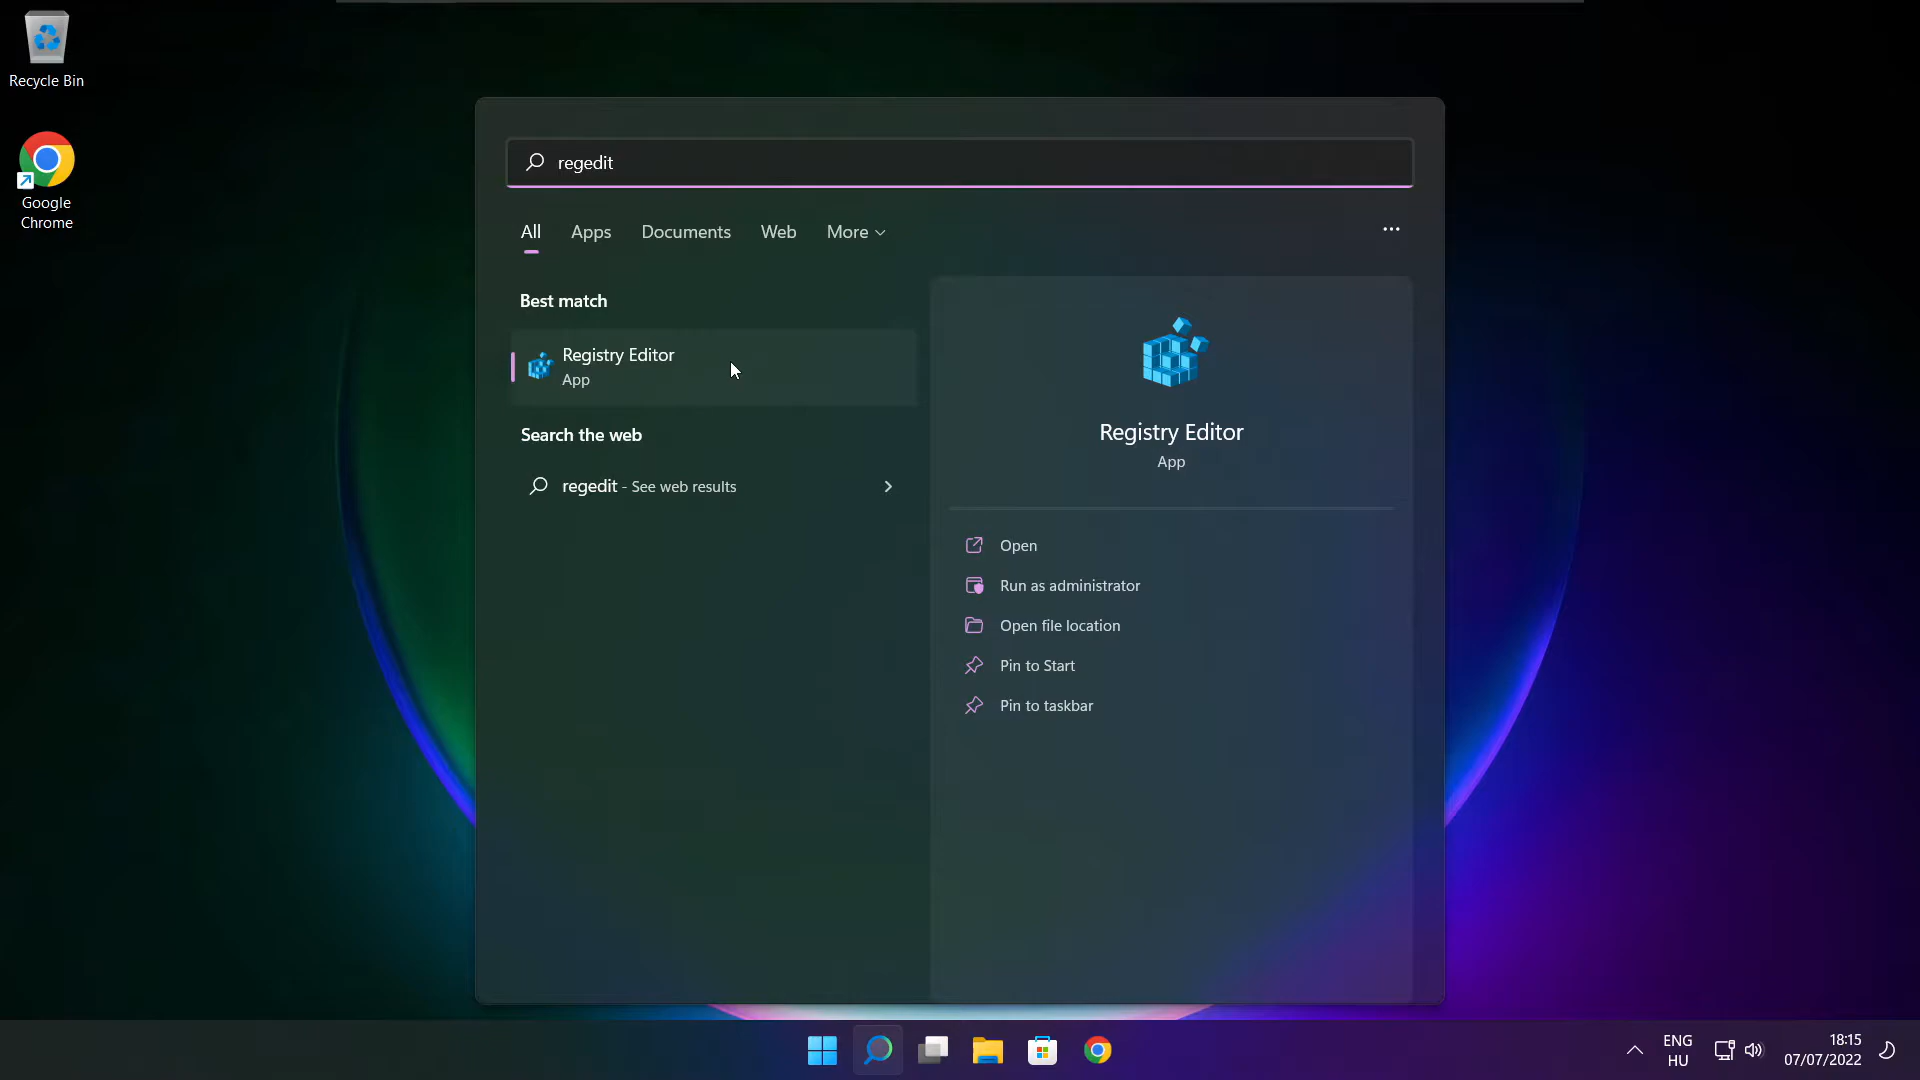 Recycle Bin
Google
Chrome
regedit
All Apps Documents Web More
Best match
Registry Editor
App
Search the web
regedit - See web results
Registry Editor
App
Open
Run as administrator
Open file location
Pin to Start
Pin to taskbar
ENG
HU
18:15
07/07/2022